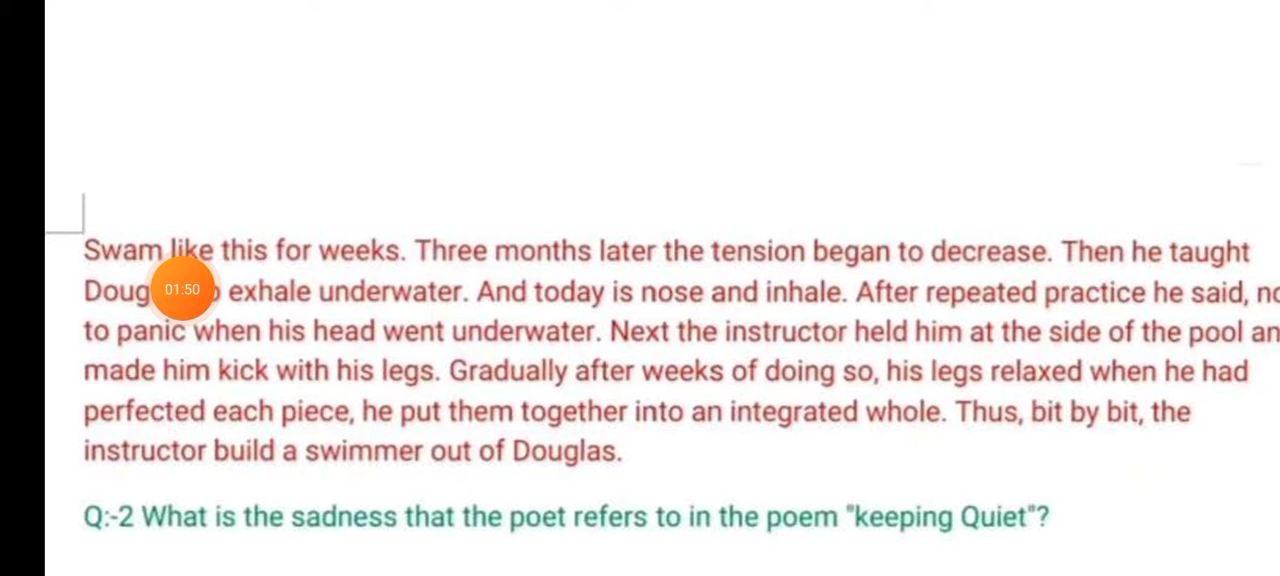 Swam like this for weeks. Three months later the tension began to decrease. Then he taught
Doug 01:50 exhale underwater. And today is nose and inhale. After repeated practice he said,
to panic when his head went underwater. Next the instructor held him at the side of the pool
made him kick with his legs. Gradually after weeks of doing so, his legs relaxed when he had
perfected each piece, he put them together into an integrated whole. Thus, bit by bit, the
instructor build a swimmer out of Douglas.
Q:-2 What is the sadness that the poet refers to in the poem "keeping Quiet"?